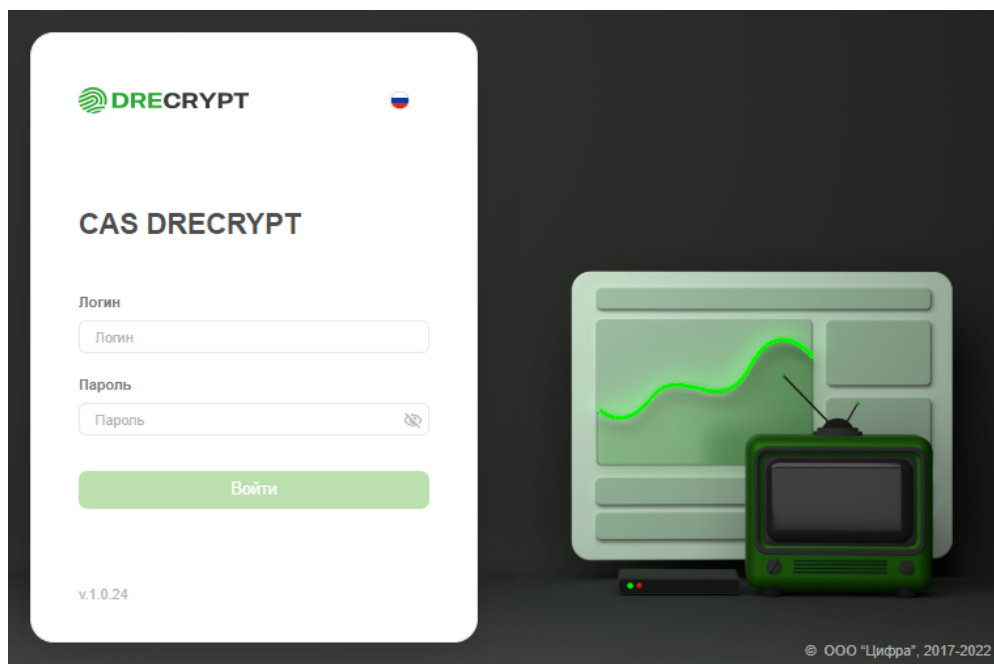 DRECRYPT
CAS DRECRYPT
Логин
Логин
Пароль
Пароль
Войти
v.1.0.24
© ООО "Цифра", 2017-2022